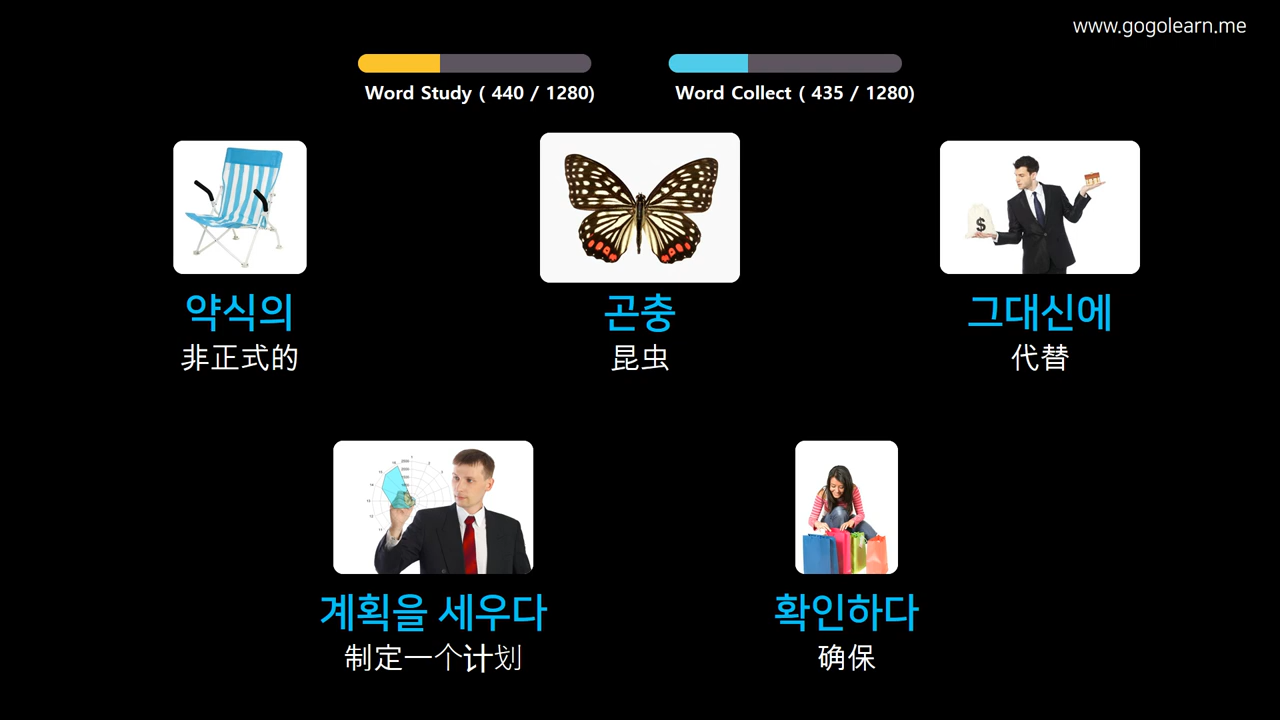 www.gogolearn.me
Word Study ( 440 / 1280)
Word Collect ( 435 / 1280)
약식의
非正式的
곤충
昆虫
그대신에
代替
계획을 세우다
制定一个计划
확인하다
确保